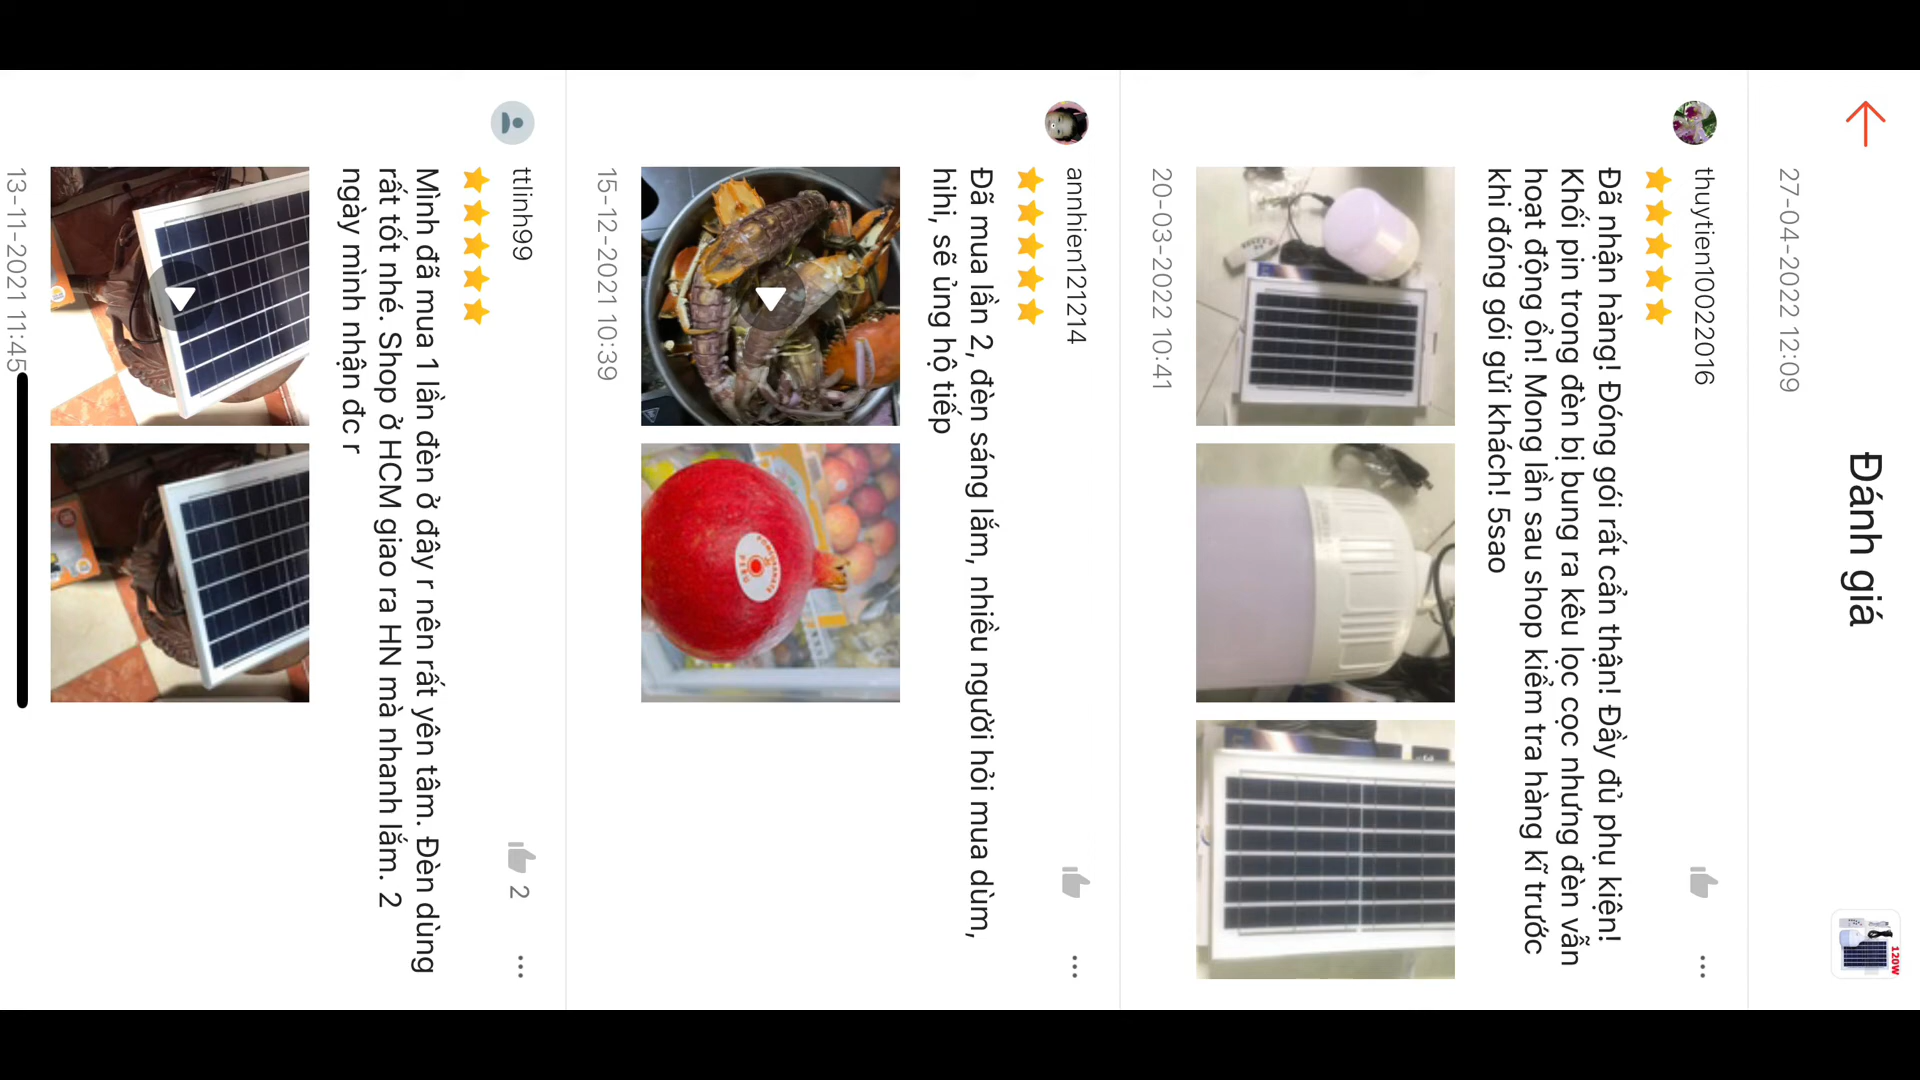 Đánh giá
120W
27-04-2022 12:09
thuytien10022016
Đã nhận hàng! Đóng gói rất cẩn thận! Đầy đủ phụ kiện!
Khối pin trong đèn bị bung ra kêu lọc cọc nhưng đèn vẫn
hoạt động ổn! Mong lần sau shop kiểm tra hàng kĩ trước
khi đóng gói gửi khách! 5sao
20-03-2022 10:41
annhien121214
Đã mua lần 2, đèn sáng lắm, nhiều người hỏi mua dùm,
hihi, sẽ ủng hộ tiếp
POMEGRANATE
PERU
15-12-2021 10:39
ttlinh99
2
Mình đã mua 1 lần đèn ở đây r nên rất yên tâm. Đèn dùng
rất tốt nhé. Shop ở HCM giao ra HN mà nhanh lắm. 2
ngày mình nhận đc r
13-11-2021 11:45